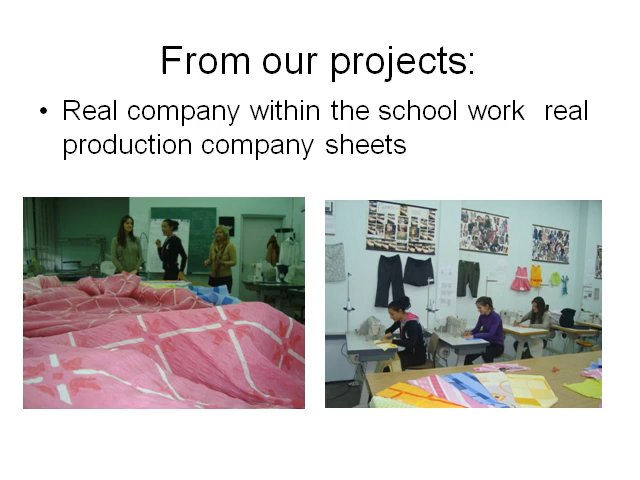 From our projects:
• Real company within the school work  real
production company sheets